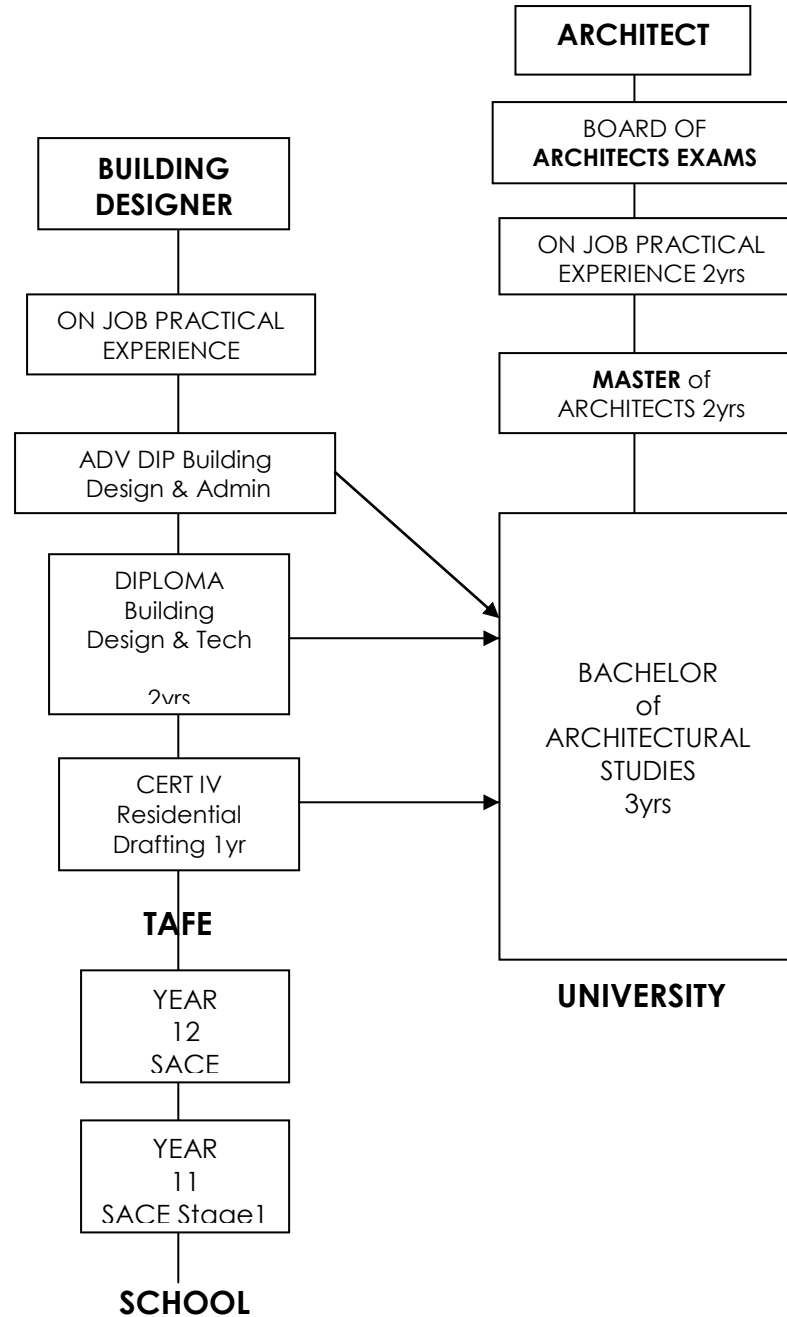 ARCHITECT
BOARD OF
ARCHITECTS EXAMS
ON JOB PRACTICAL
EXPERIENCE 2yrs
MASTER of
ARCHITECTS 2yrs
BACHELOR
of
ARCHITECTURAL
STUDIES
3yrs
UNIVERSITY
BUILDING
DESIGNER
ON JOB PRACTICAL
EXPERIENCE
ADV DIP Building
Design & Admin
DIPLOMA
Building
Design & Tech
2yrs
CERT IV
Residential
Drafting 1yr
TAFE
YEAR
12
SACE
YEAR
11
SACE Stage1
SCHOOL